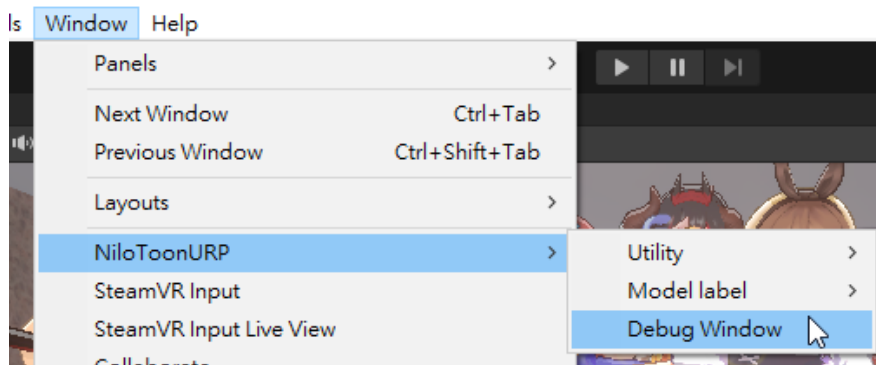 ls Window Help
Panels >
Next Window Ctrl+Tab
Previous Window Ctrl+Shift+Tab
Layouts >
NiloToonURP >
Utility >
SteamVR Input
Model label >
SteamVR Input Live View
Debug Window
Collaborate